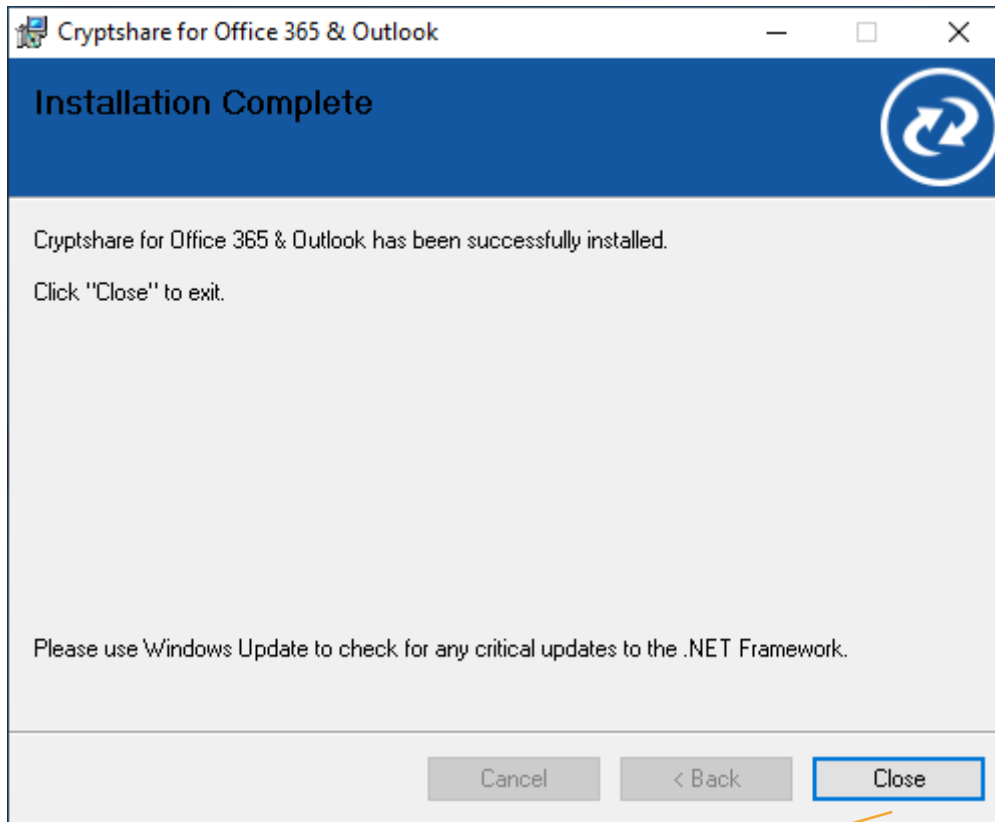 Cryptshare for Office 365 & Outlook
Installation Complete
Cryptshare for Office 365 & Outlook has been successfully installed.
Click "Close" to exit.
Please use Windows Update to check for any critical updates to the .NET Framework.
Cancel
< Back
Close